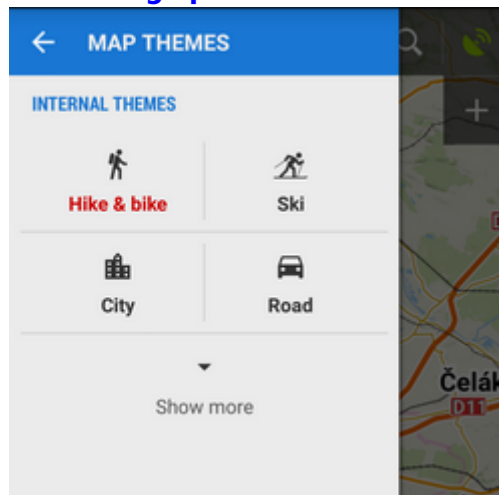 MAP THEMES
INTERNAL THEMES
Hike & bike
Ski
City
Road
Show more
D11